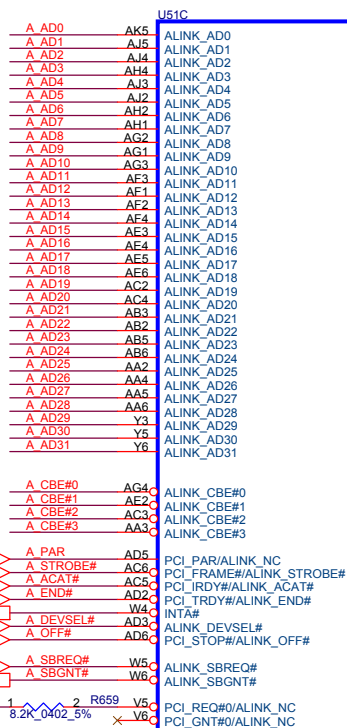 U51C
A_AD0 AK5 ALINK_AD0
A_AD1 AJ5 ALINK_AD1
A_AD2 AJ4 ALINK_AD2
A_AD3 AH4 ALINK_AD3
A_AD4 AJ3 ALINK_AD4
A_AD5 AJ2 ALINK_AD5
A_AD6 AH2 ALINK_AD6
A_AD7 AH1 ALINK_AD7
A_AD8 AG2 ALINK_AD8
A_AD9 AG1 ALINK_AD9
A_AD10 AG3 ALINK_AD10
A_AD11 AF3 ALINK_AD11
A_AD12 AF1 ALINK_AD12
A_AD13 AF2 ALINK_AD13
A_AD14 AF4 ALINK_AD14
A_AD15 AE3 ALINK_AD15
A_AD16 AE4 ALINK_AD16
A_AD17 AE5 ALINK_AD17
A_AD18 AE6 ALINK_AD18
A_AD19 AC2 ALINK_AD19
A_AD20 AC4 ALINK_AD20
A_AD21 AB3 ALINK_AD21
A_AD22 AB2 ALINK_AD22
A_AD23 AB5 ALINK_AD23
A_AD24 AB6 ALINK_AD24
A_AD25 AA2 ALINK_AD25
A_AD26 AA4 ALINK_AD26
A_AD27 AA5 ALINK_AD27
A_AD28 AA6 ALINK_AD28
A_AD29 Y3 ALINK_AD29
A_AD30 Y5 ALINK_AD30
A_AD31 Y6 ALINK_AD31
A_CBE#0 AG4 ALINK_CBE#0
A_CBE#1 AE2 ALINK_CBE#1
A_CBE#2 AC3 ALINK_CBE#2
A_CBE#3 AA3 ALINK_CBE#3
A_PAR AD5 PCI_PAR/ALINK_NC
A_STROBE# AC6 PCI_FRAME#/ALINK_STROBE#
A_ACAT# AC5 PCI_IRDY#/ALINK_ACAT#
A_END# AD2 PCI_TRDY#/ALINK_END#
W4 INTA#
A_DEVSEL# AD3 ALINK_DEVSEL#
A_OFF# AD6 PCI_STOP#/ALINK_OFF#
A_SBREQ# W5 ALINK_SBREQ#
A_SBGNT# W6 ALINK_SBGNT#
1 2 R659 V5 PCI_REQ#0/ALINK_NC
8.2K_0402_5% V6 PCI_GNT#0/ALINK_NC